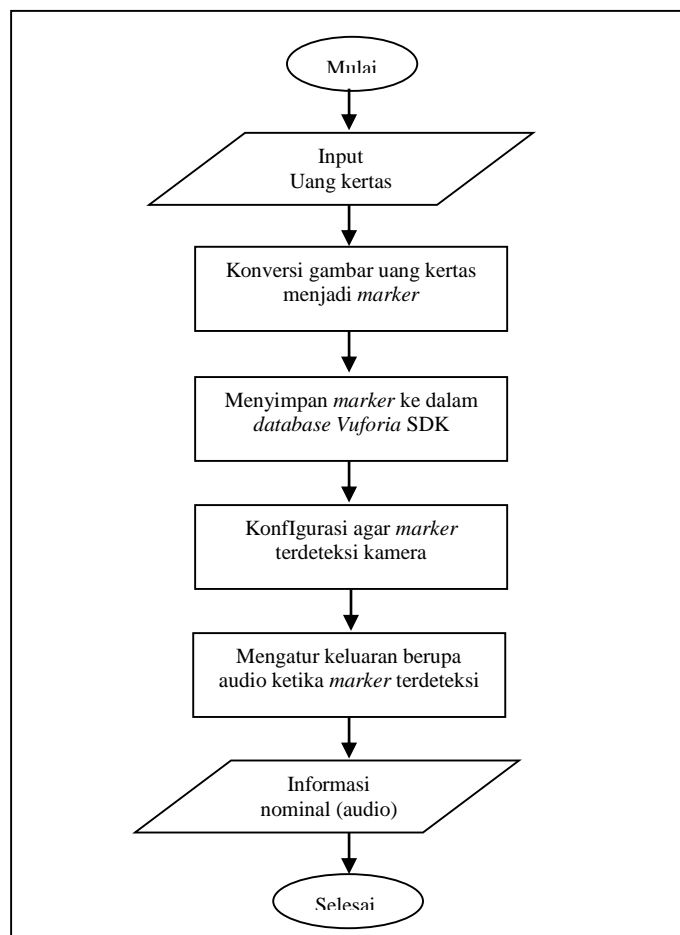 Mulai
Input
Uang kertas
Konversi gambar uang kertas
menjadi marker
Menyimpan marker ke dalam
database Vuforia SDK
KonfIgurasi agar marker
terdeteksi kamera
Mengatur keluaran berupa
audio ketika marker terdeteksi
Informasi
nominal (audio)
Selesai